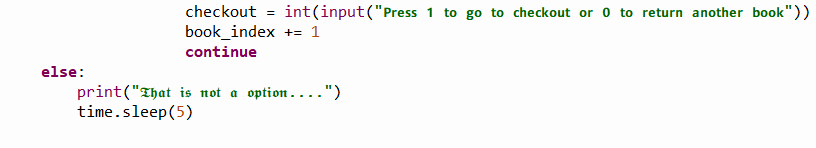 checkout = int(input("Press 1 to go to checkout or 0 to return another book"))
book_index += 1
continue
else:
print("That is not a option....")
time.sleep(5)